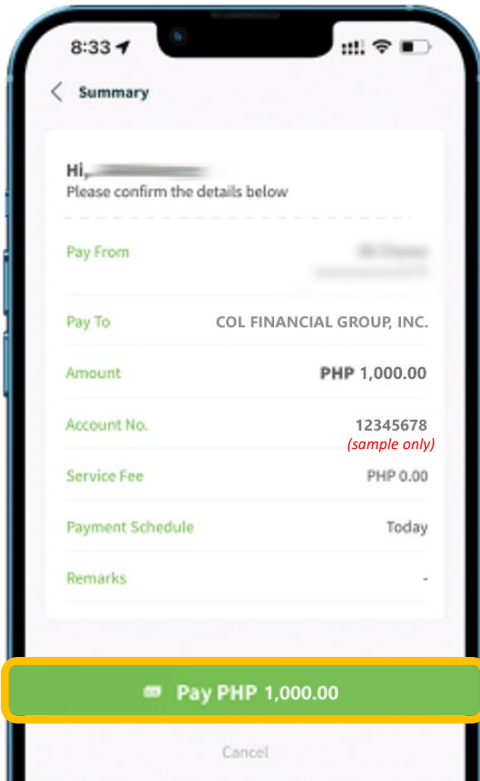 8:33
Summary
Hi,
Please confirm the details below
Pay From
Pay To COL FINANCIAL GROUP, INC.
Amount PHP 1,000.00
Account No. 12345678
(sample only)
Service Fee PHP 0.00
Payment Schedule Today
Remarks -
Pay PHP 1,000.00
Cancel